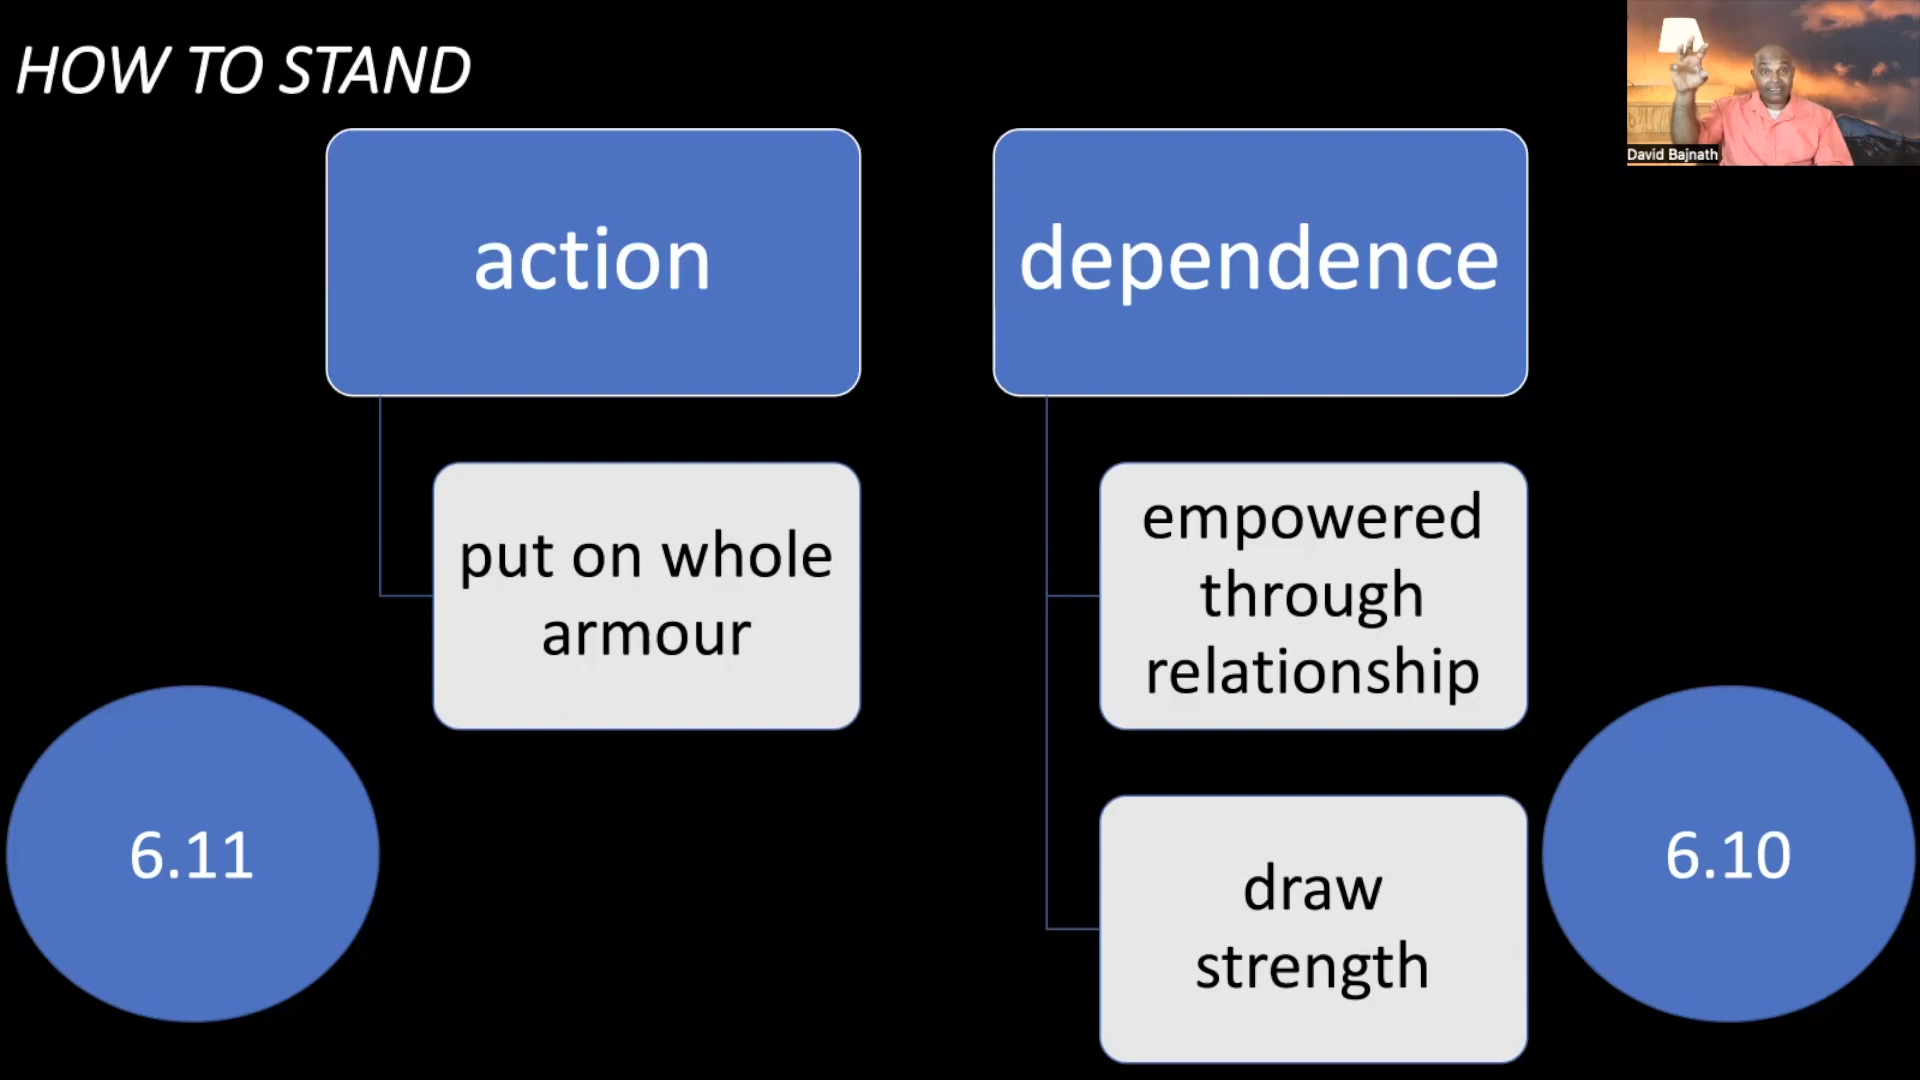 HOW TO STAND
David Bajnath
action
put on whole
armour
6.11
dependence
empowered
through
relationship
draw
strength
6.10